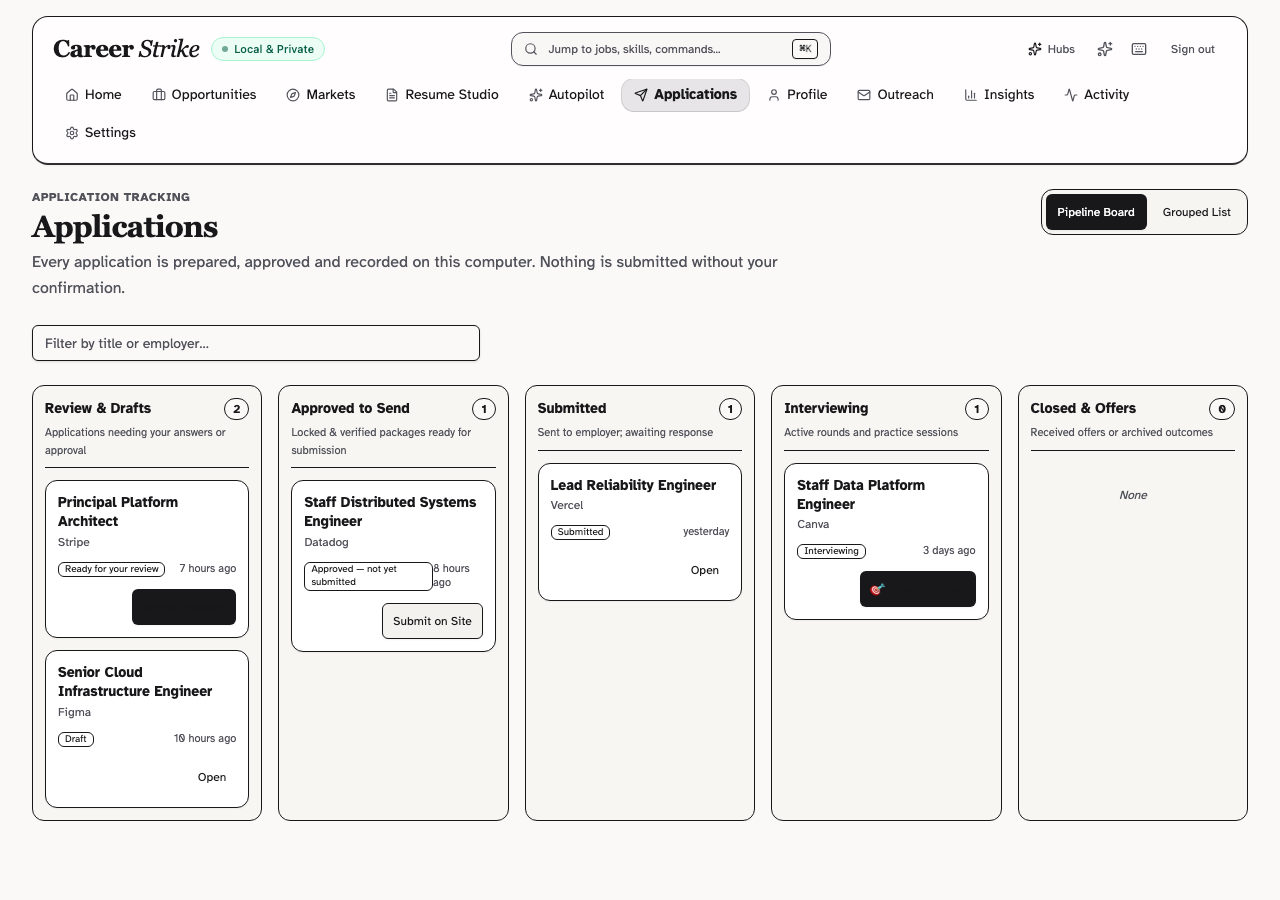 Career Strike
Local & Private
Jump to jobs, skills, commands...
⌘K
Hubs
Sign out
Home
Opportunities
Markets
Resume Studio
Autopilot
Applications
Profile
Outreach
Insights
Activity
Settings
APPLICATION TRACKING
Applications
Pipeline Board
Grouped List
Every application is prepared, approved and recorded on this computer. Nothing is submitted without your
confirmation.
Filter by title or employer...
Review & Drafts
2
Applications needing your answers or
approval
Principal Platform
Architect
Stripe
Ready for your review
7 hours ago
Senior Cloud
Infrastructure Engineer
Figma
Draft
10 hours ago
Open
Approved to Send
1
Locked & verified packages ready for
submission
Staff Distributed Systems
Engineer
Datadog
Approved — not yet
submitted
8 hours
ago
Submit on Site
Submitted
1
Sent to employer; awaiting response
Lead Reliability Engineer
Vercel
Submitted
yesterday
Open
Interviewing
1
Active rounds and practice sessions
Staff Data Platform
Engineer
Canva
Interviewing
3 days ago
🎯
Closed & Offers
0
Received offers or archived outcomes
None